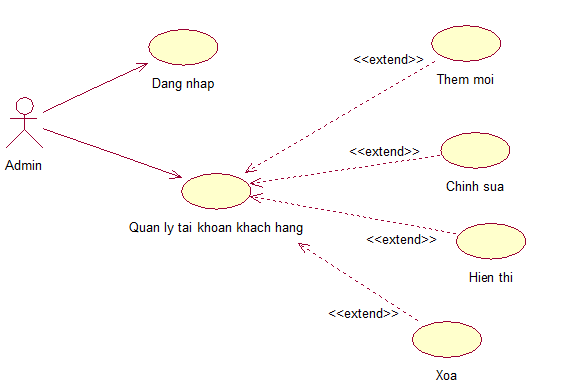 <<extend>>
Them moi
Dang nhap
<<extend>>
Admin
Chinh sua
Quan ly tai khoan khach hang
<<extend>>
Hien thi
<<extend>>
Xoa